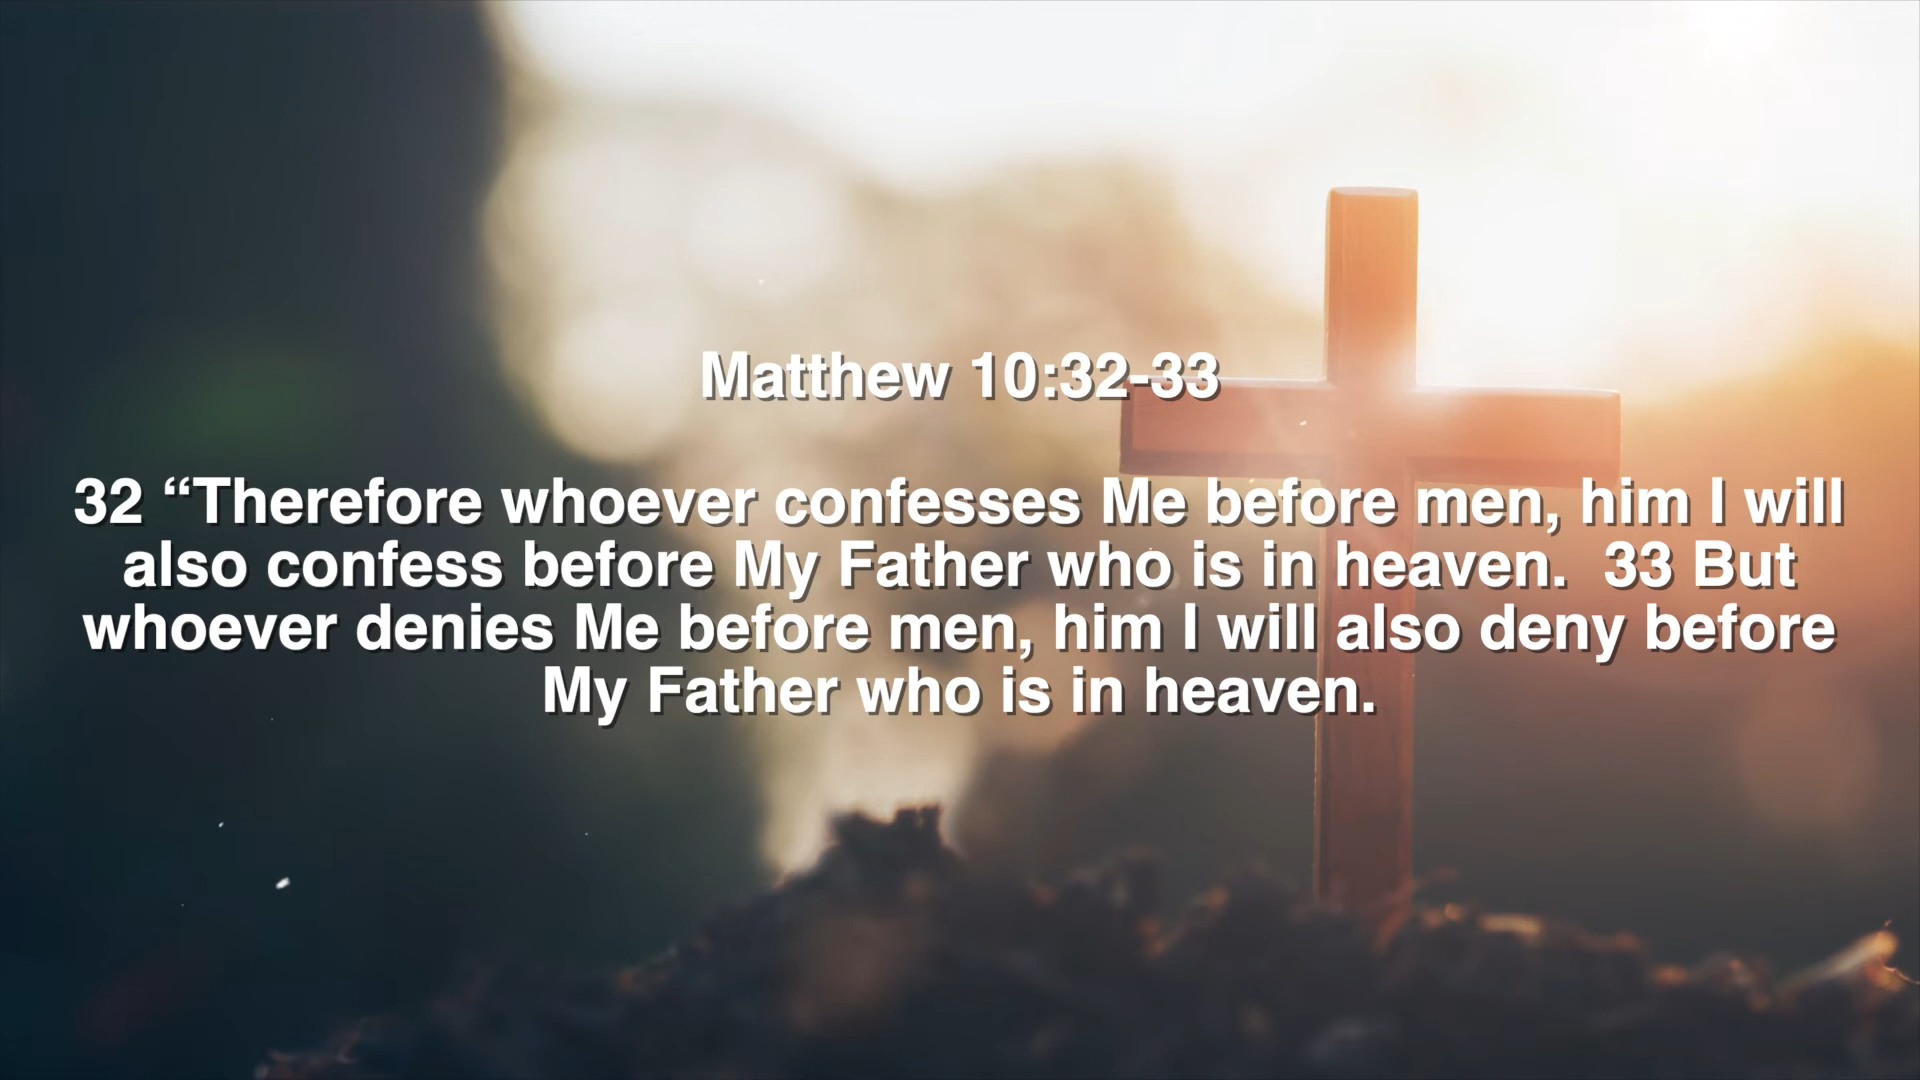 Matthew 10:32-33
32 “Therefore whoever confesses Me before men, him I will
also confess before My Father who is in heaven.  33 But
whoever denies Me before men, him I will also deny before
My Father who is in heaven.